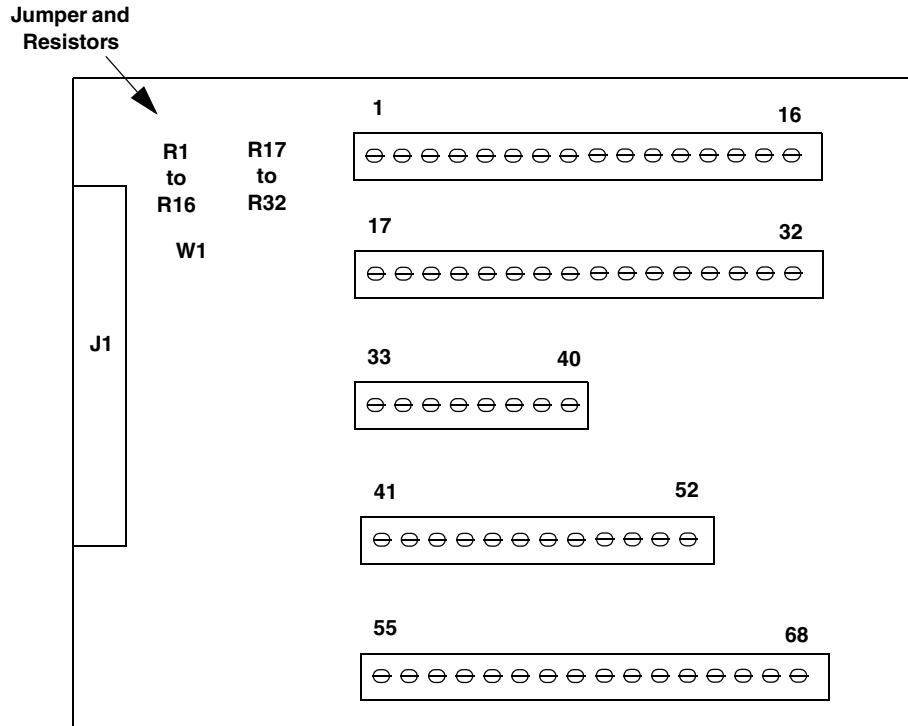 Jumper and
Resistors
1
16
R1
to
R16
R17
to
R32
W1
17
32
J1
33
40
41
52
55
68